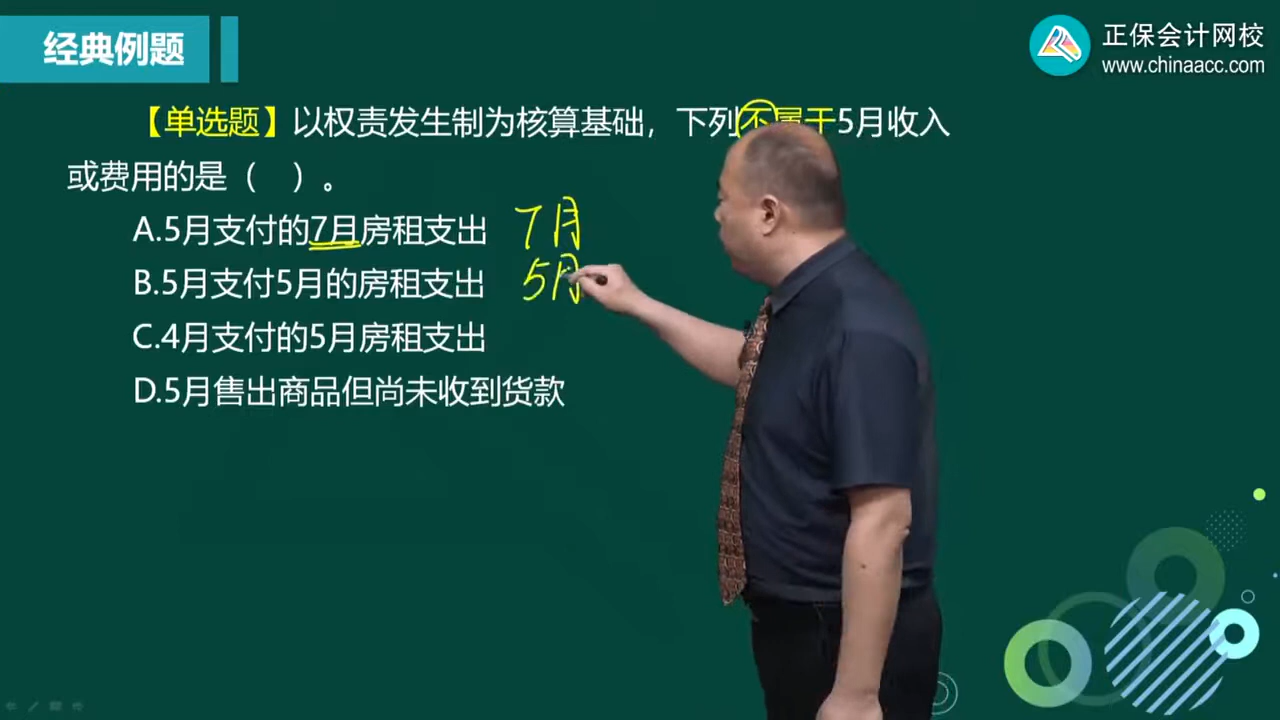 经典例题
正保会计网校
www.chinaacc.com
【单选题】以权责发生制为核算基础，下列不属于5月收入
或费用的是（ ）。
A.5月支付的7月房租支出 7月
B.5月支付5月的房租支出 5月
C.4月支付的5月房租支出
D.5月售出商品但尚未收到货款